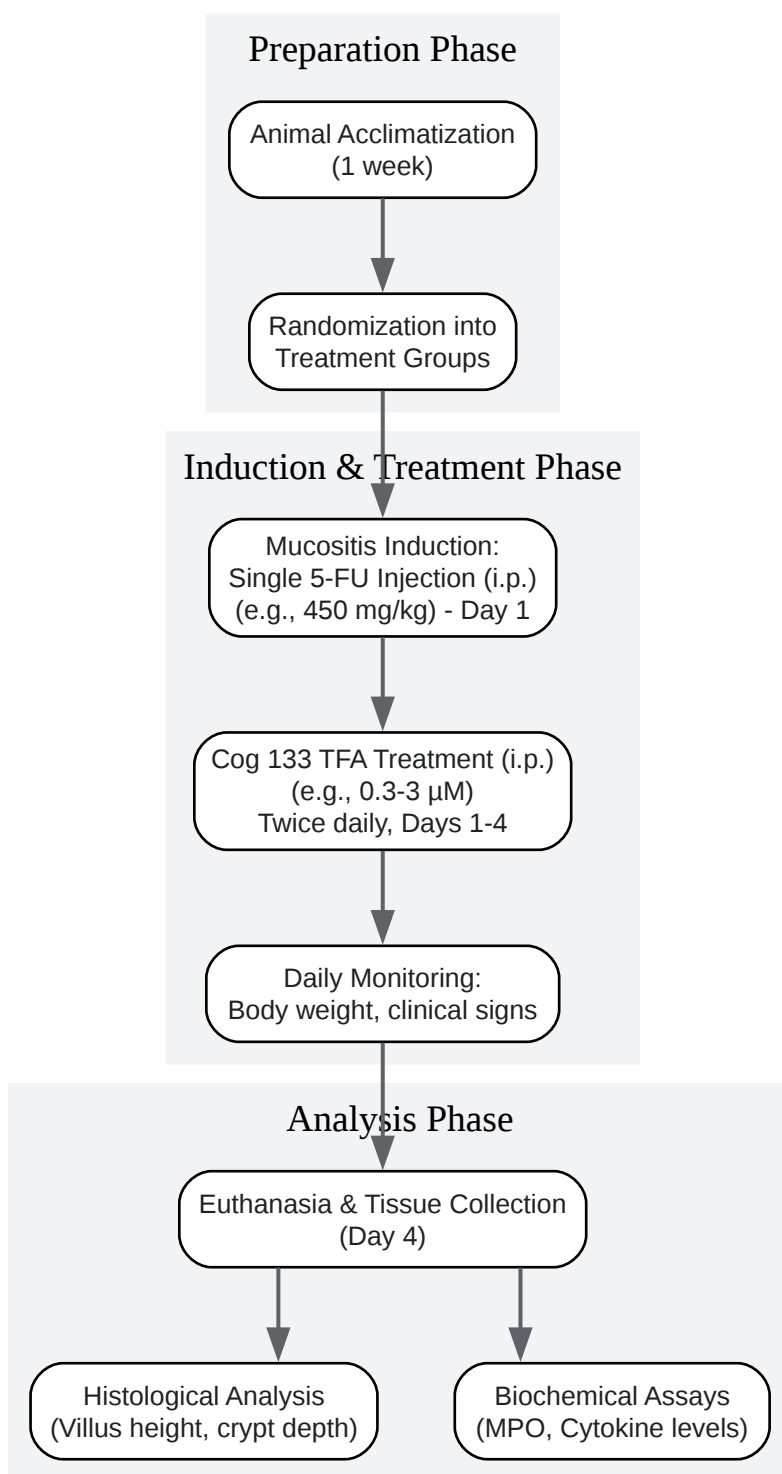 Preparation Phase
Animal Acclimatization
(1 week)
Randomization into
Treatment Groups
Induction & Treatment Phase
Mucositis Induction:
Single 5-FU Injection (i.p.)
(e.g., 450 mg/kg) - Day 1
Cog 133 TFA Treatment (i.p.)
(e.g., 0.3-3 µM)
Twice daily, Days 1-4
Daily Monitoring:
Body weight, clinical signs
Analysis Phase
Euthanasia & Tissue Collection
(Day 4)
Histological Analysis
(Villus height, crypt depth)
Biochemical Assays
(MPO, Cytokine levels)